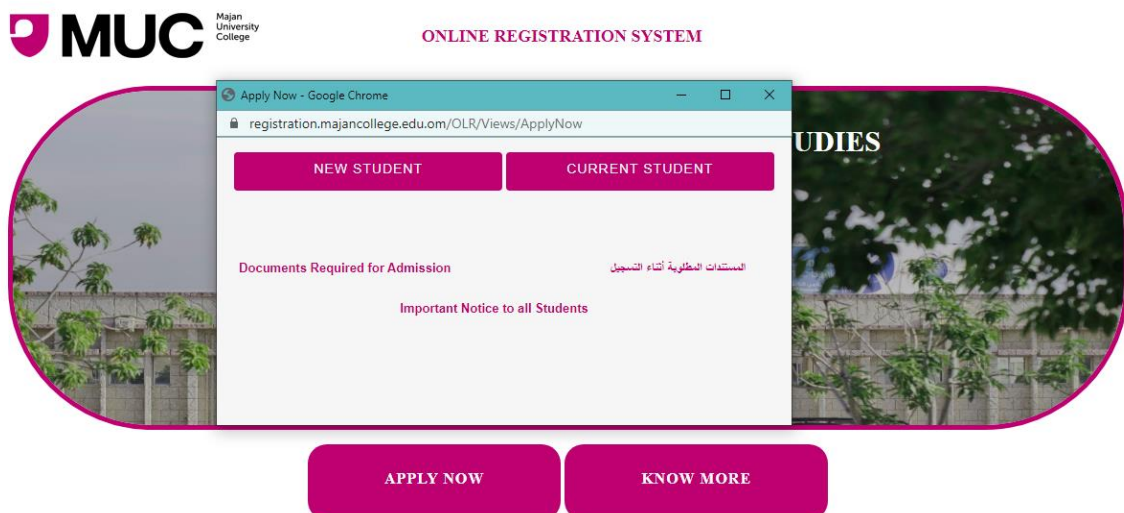 MUC
Majan
University
College
ONLINE REGISTRATION SYSTEM
Apply Now - Google Chrome
registration.majancollege.edu.om/OLR/Views/ApplyNow
UDIES
NEW STUDENT
CURRENT STUDENT
Documents Required for Admission
المستندات المطلوبة أثناء التسجيل
Important Notice to all Students
APPLY NOW
KNOW MORE